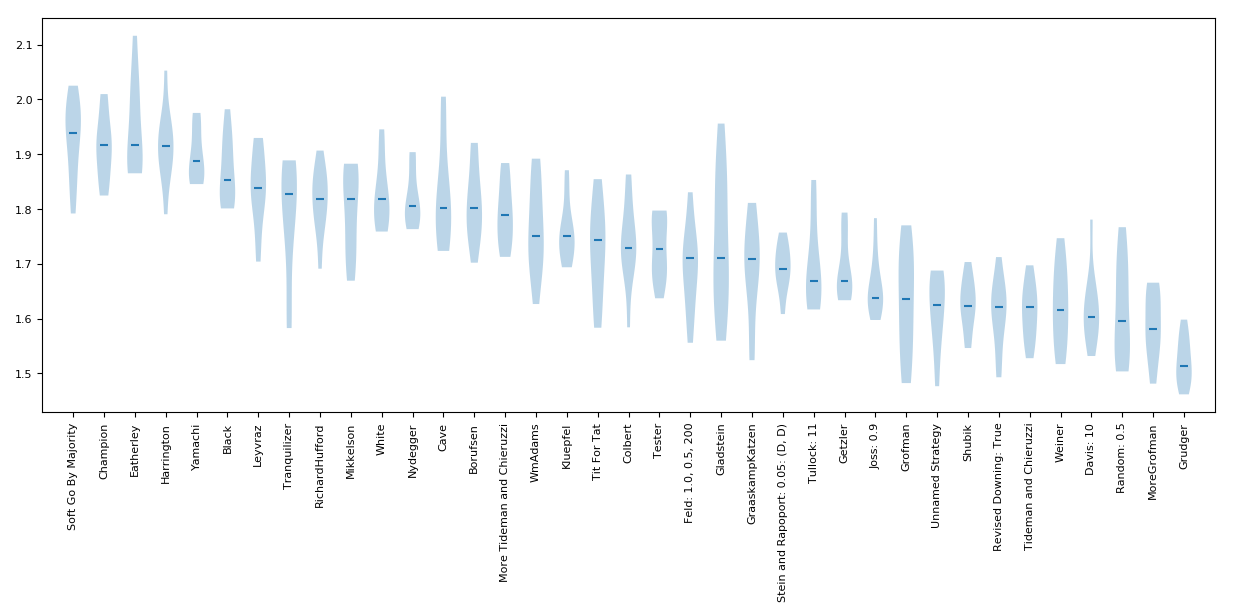 2.1
2.0
1.9
1.8
1.7
1.6
1.5
Soft Go By Majority
Champion
Eatherley
Harrington
Yamachi
Black
Leyvraz
Tranquilizer
RichardHufford
Mikkelson
White
Nydegger
Cave
Borufsen
More Tideman and Chieruzzi
WmAdams
Kluepfel
Tit For Tat
Colbert
Tester
Feld: 1.0, 0.5, 200
Gladstein
GraaskampKatzen
Stein and Rapoport: 0.05: (D, D)
Tullock: 11
Getzler
Joss: 0.9
Grofman
Unnamed Strategy
Shubik
Revised Downing: True
Tideman and Chieruzzi
Weiner
Davis: 10
Random: 0.5
MoreGrofman
Grudger